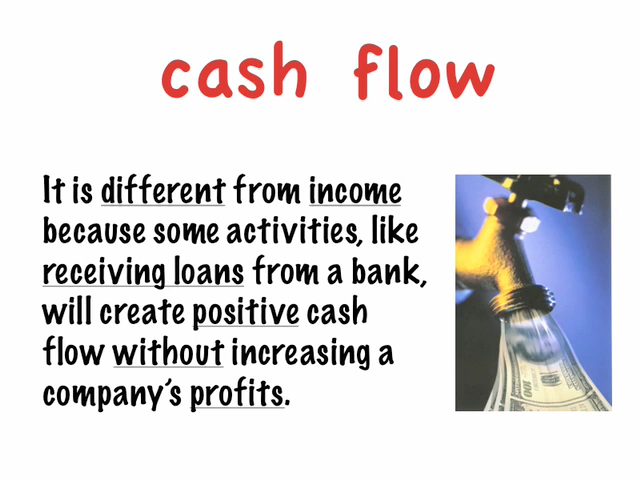 cash flow
It is different from income
because some activities, like
receiving loans from a bank,
will create positive cash
flow without increasing a
company's profits.
100